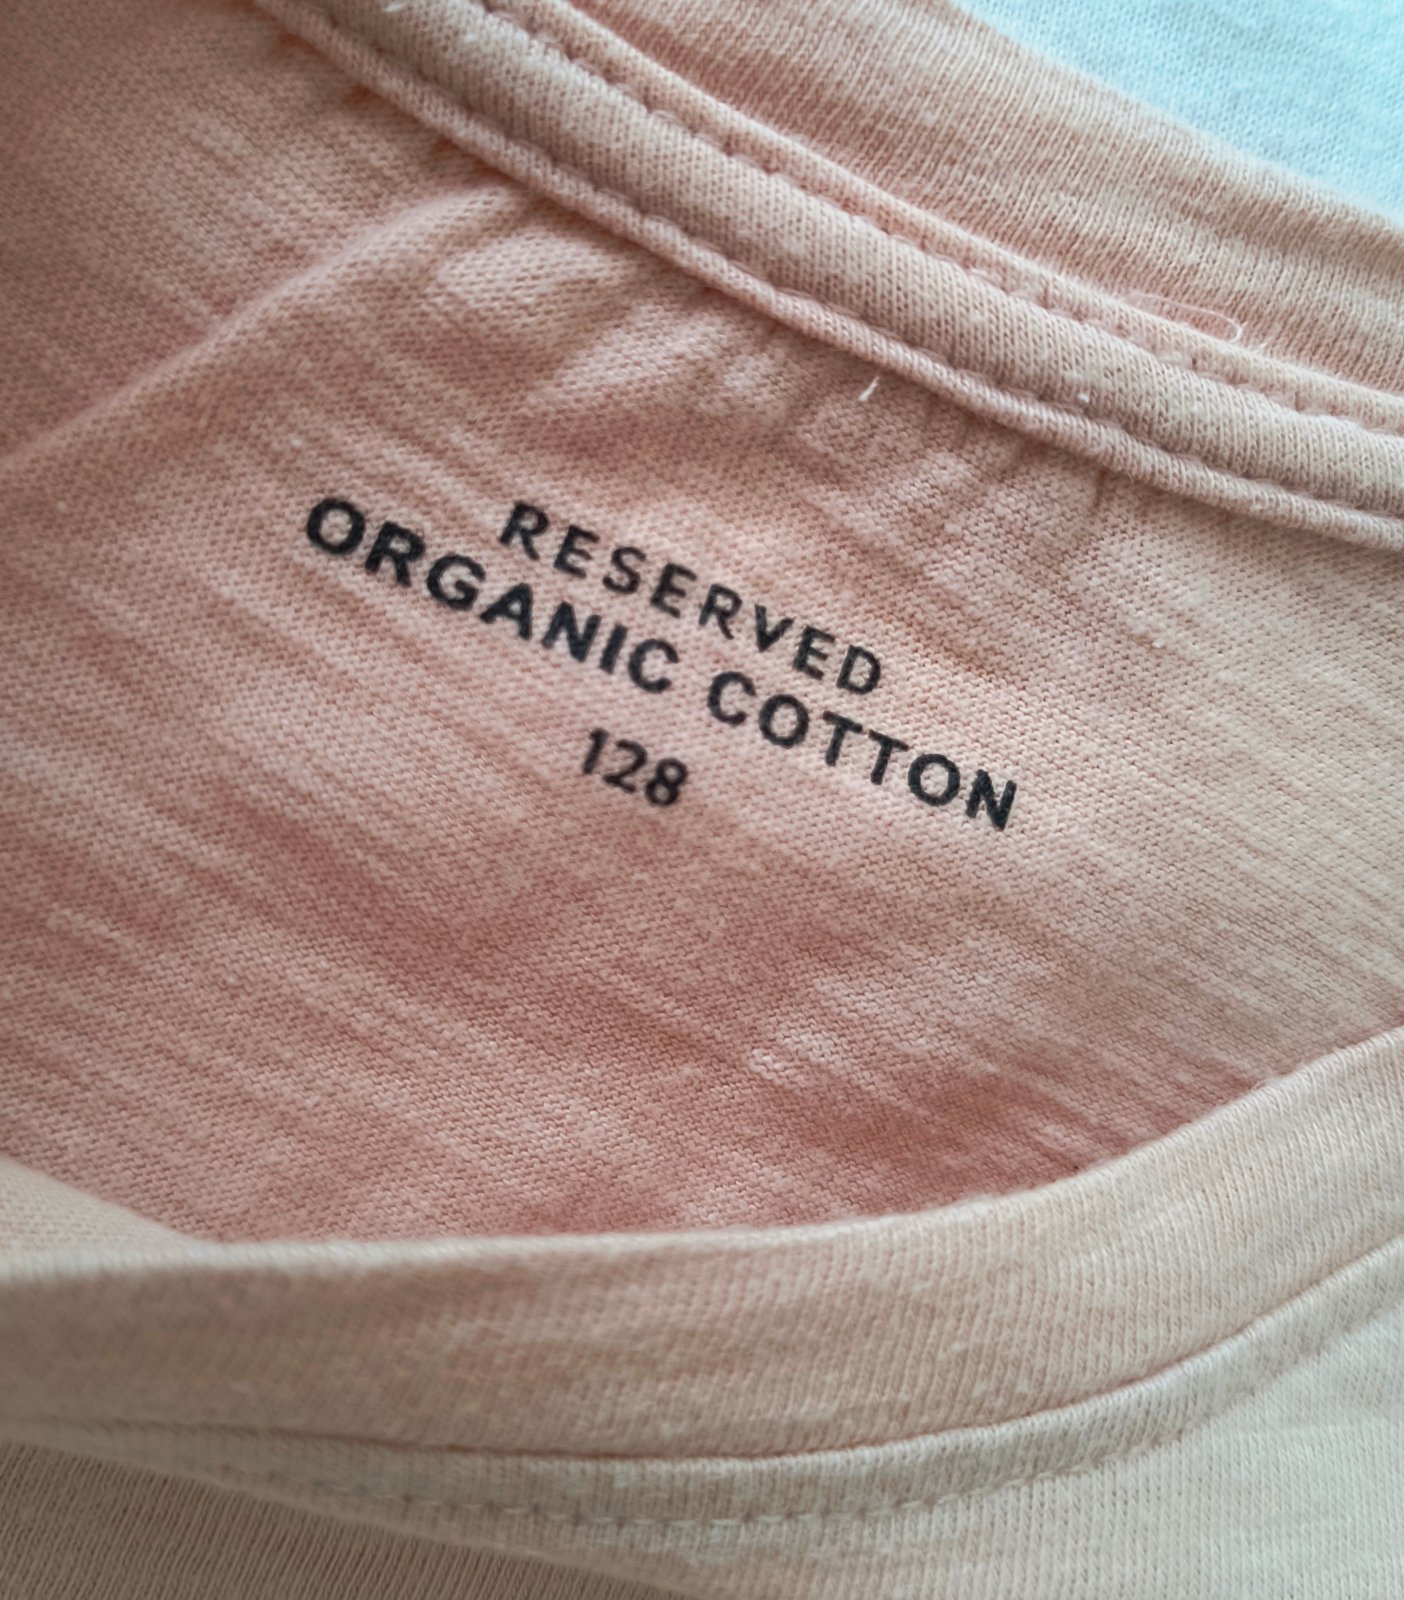 RESERVED
ORGANIC COTTON
128